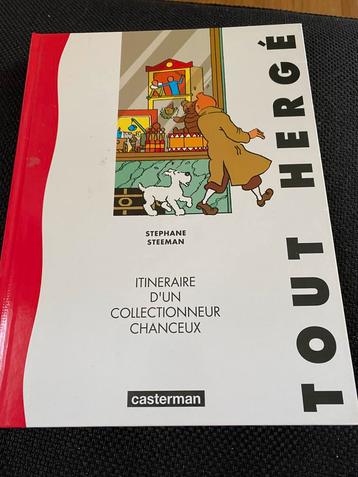 TOUT HERGÉ
STEPHANE
STEEMAN
ITINERAIRE
D'UN
COLLECTIONNEUR
CHANCEUX
casterman